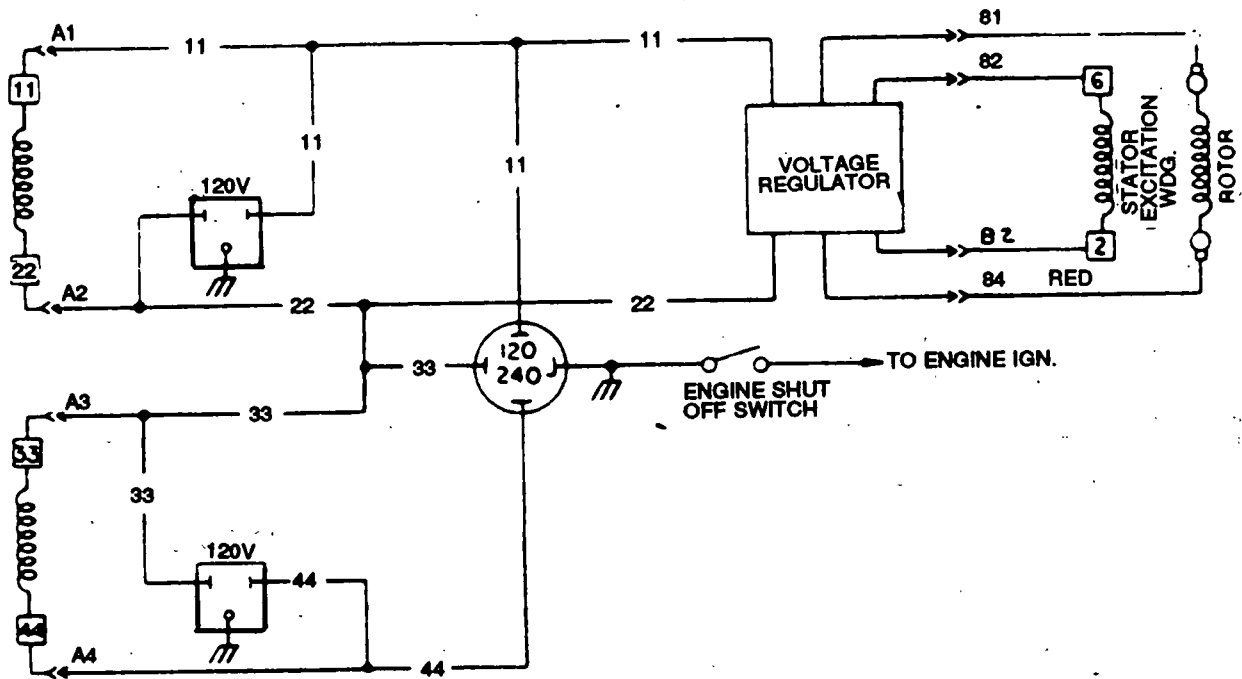 A1
11
11
81
82
11
6
11
11
VOLTAGE
REGULATOR
STATOR
EXCITATION
WDG.
ROTOR
120V
22
A2
22
22
82
2
84
RED
120
240
33
TO ENGINE IGN.
ENGINE SHUT
OFF SWITCH
A3
33
33
33
120V
44
44
A4
44